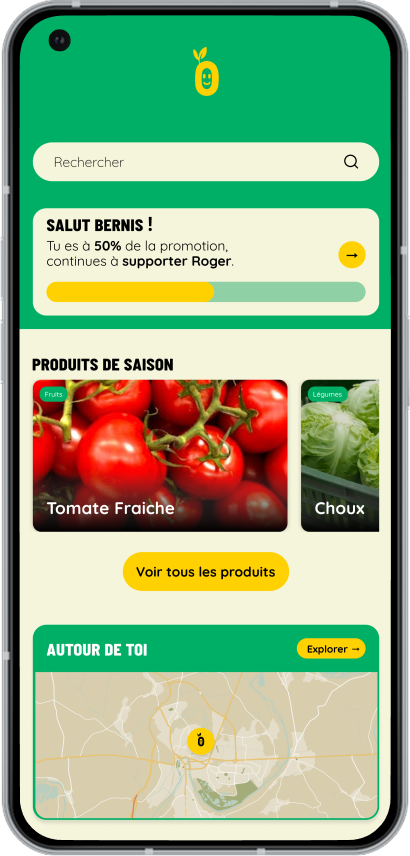 Rechercher
SALUT BERNIS !
Tu es à 50% de la promotion,
continues à supporter Roger.
→
PRODUITS DE SAISON
Fruits
Légumes
Tomate Fraiche
Choux
Voir tous les produits
AUTOUR DE TOI
Explorer →